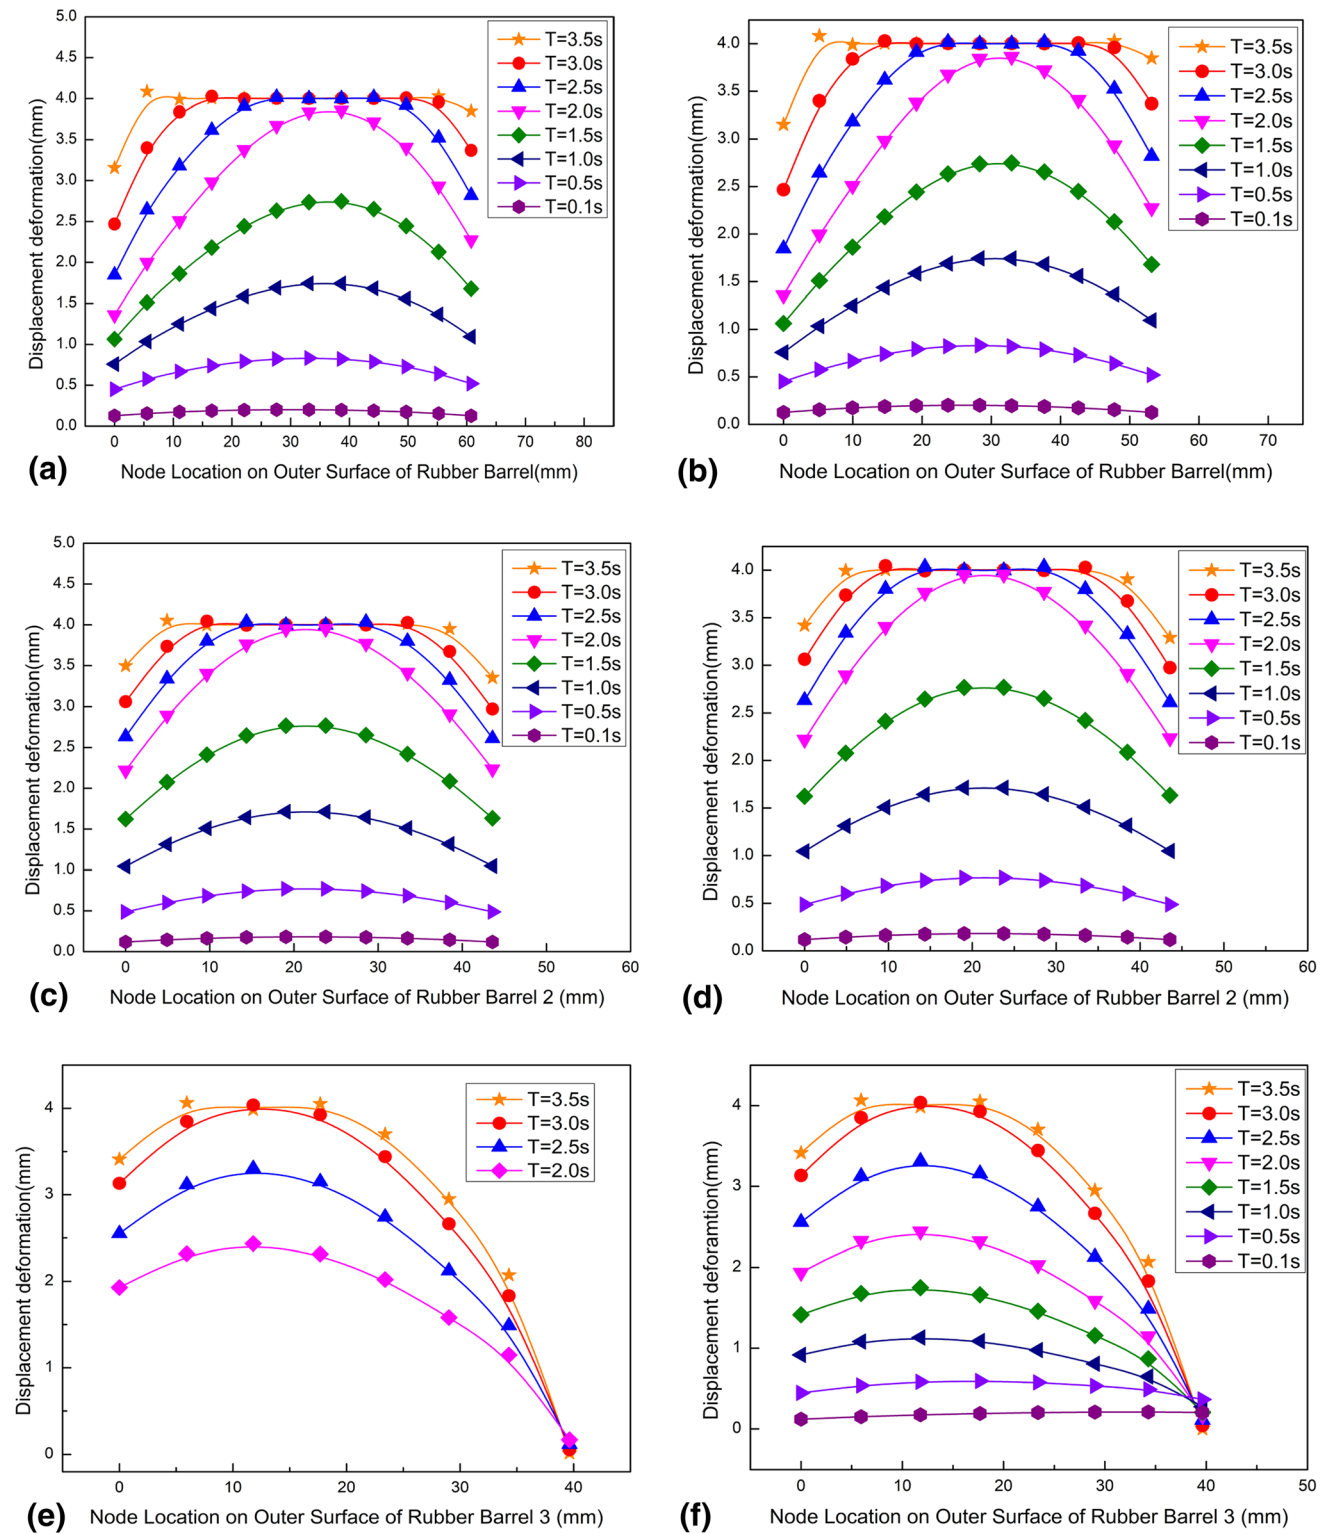 5.0
4.5
4.0
3.5
3.0
2.5
2.0
1.5
1.0
0.5
0.0
Displacement deformation(mm)
T=3.5s
T=3.0s
T=2.5s
T=2.0s
T=1.5s
T=1.0s
T=0.5s
T=0.1s
0 10 20 30 40 50 60 70 80
(a)
Node Location on Outer Surface of Rubber Barrel(mm)
4.0
3.5
3.0
2.5
2.0
1.5
1.0
0.5
0.0
Displacement deformation(mm)
T=3.5s
T=3.0s
T=2.5s
T=2.0s
T=1.5s
T=1.0s
T=0.5s
T=0.1s
0 10 20 30 40 50 60 70
(b)
Node Location on Outer Surface of Rubber Barrel(mm)
5.0
4.5
4.0
3.5
3.0
2.5
2.0
1.5
1.0
0.5
0.0
Displacement deformation(mm)
T=3.5s
T=3.0s
T=2.5s
T=2.0s
T=1.5s
T=1.0s
T=0.5s
T=0.1s
0 10 20 30 40 50 60
(c)
Node Location on Outer Surface of Rubber Barrel 2 (mm)
4.0
3.5
3.0
2.5
2.0
1.5
1.0
0.5
0.0
Displacement deformation(mm)
T=3.5s
T=3.0s
T=2.5s
T=2.0s
T=1.5s
T=1.0s
T=0.5s
T=0.1s
0 10 20 30 40 50 60
(d)
Node Location on Outer Surface of Rubber Barrel 2 (mm)
4
3
2
1
0
Displacement deformation(mm)
T=3.5s
T=3.0s
T=2.5s
T=2.0s
0 10 20 30 40
(e)
Node Location on Outer Surface of Rubber Barrel 3 (mm)
4
3
2
1
0
Displacement deforamtion(mm)
T=3.5s
T=3.0s
T=2.5s
T=2.0s
T=1.5s
T=1.0s
T=0.5s
T=0.1s
0 10 20 30 40 50
(f)
Node Location on Outer Surface of Rubber Barrel 3 (mm)